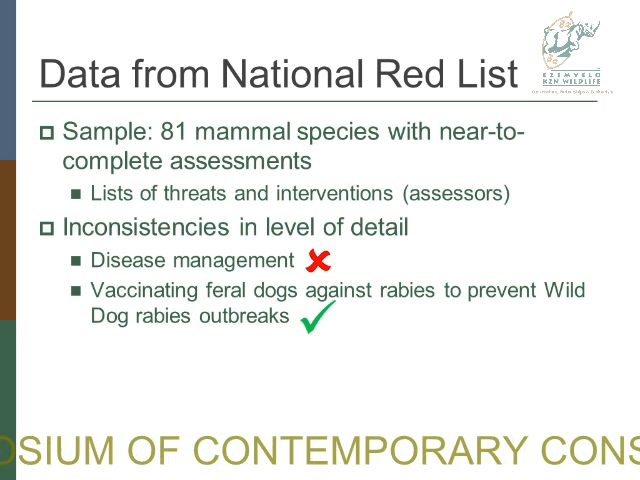 EZEMVELO
KZN WILDLIFE
Data from National Red List
Sample: 81 mammal species with near-to-
complete assessments
Lists of threats and interventions (assessors)
Inconsistencies in level of detail
Disease management
Vaccinating feral dogs against rabies to prevent Wild
Dog rabies outbreaks
OSIUM OF CONTEMPORARY CONS